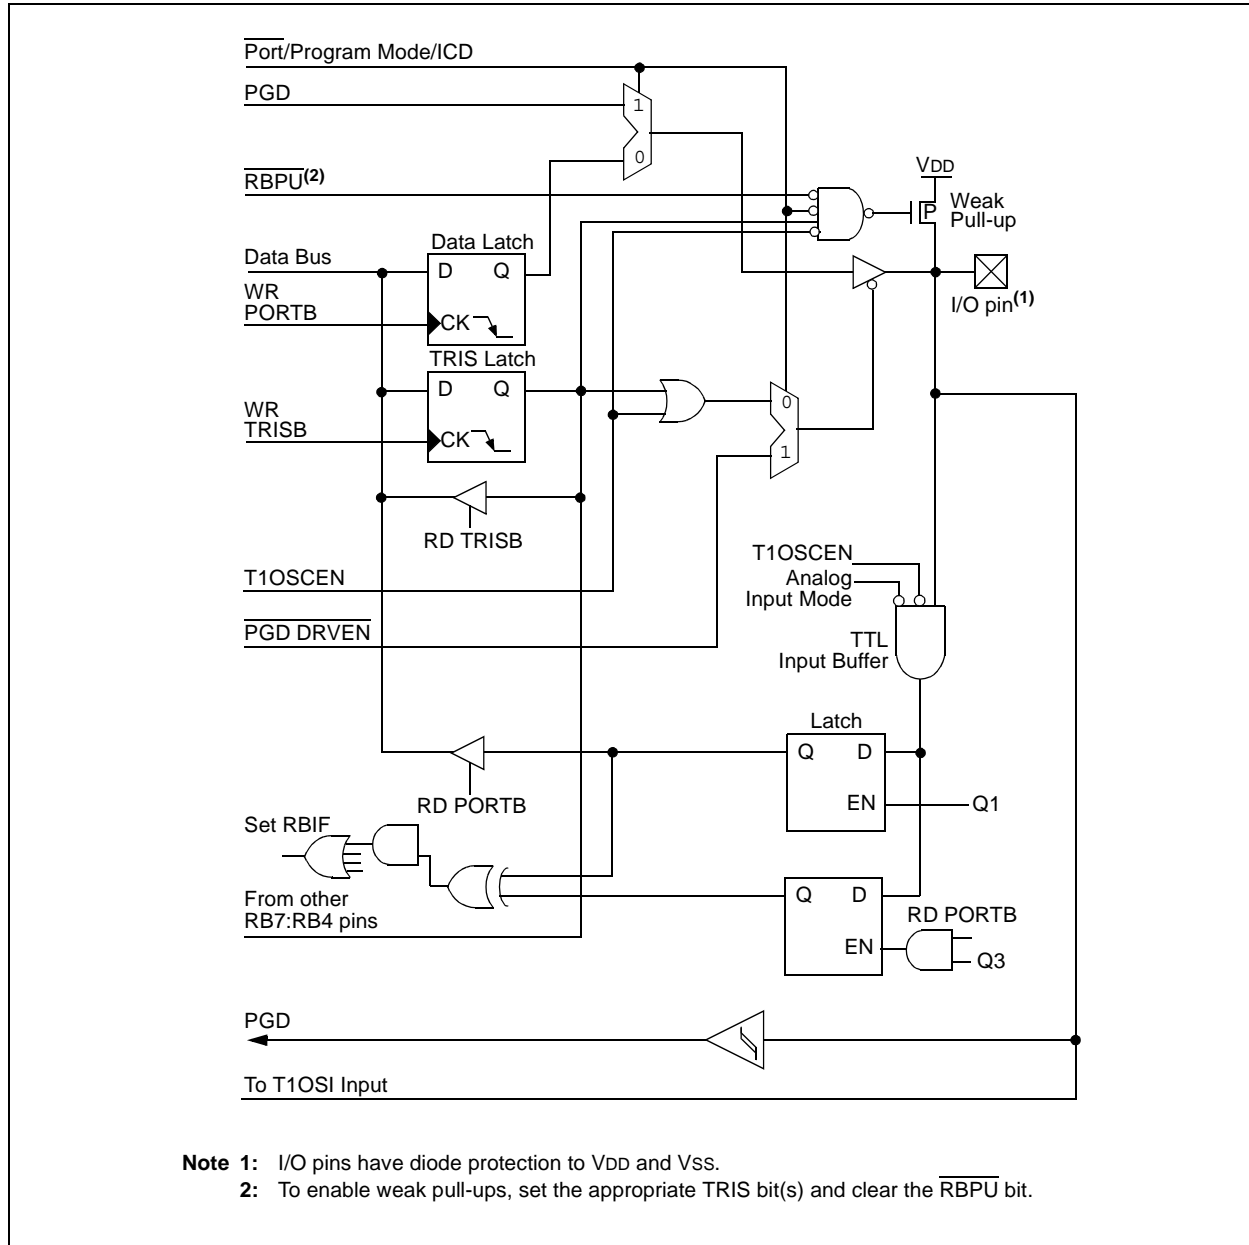 Port/Program Mode/ICD
PGD
1
0
RBPU(2)
VDD
P
Weak
Pull-up
Data Bus
Data Latch
D Q
CK
WR
PORTB
I/O pin(1)
TRIS Latch
D Q
CK
WR
TRISB
0
1
RD TRISB
T1OSCEN
T1OSCEN
Analog
Input Mode
PGD DRVEN
TTL
Input Buffer
Latch
Q D
EN
Q1
RD PORTB
Set RBIF
From other
RB7:RB4 pins
Q D
EN
RD PORTB
Q3
PGD
To T1OSI Input
Note 1: I/O pins have diode protection to VDD and VSS.
2: To enable weak pull-ups, set the appropriate TRIS bit(s) and clear the RBPU bit.